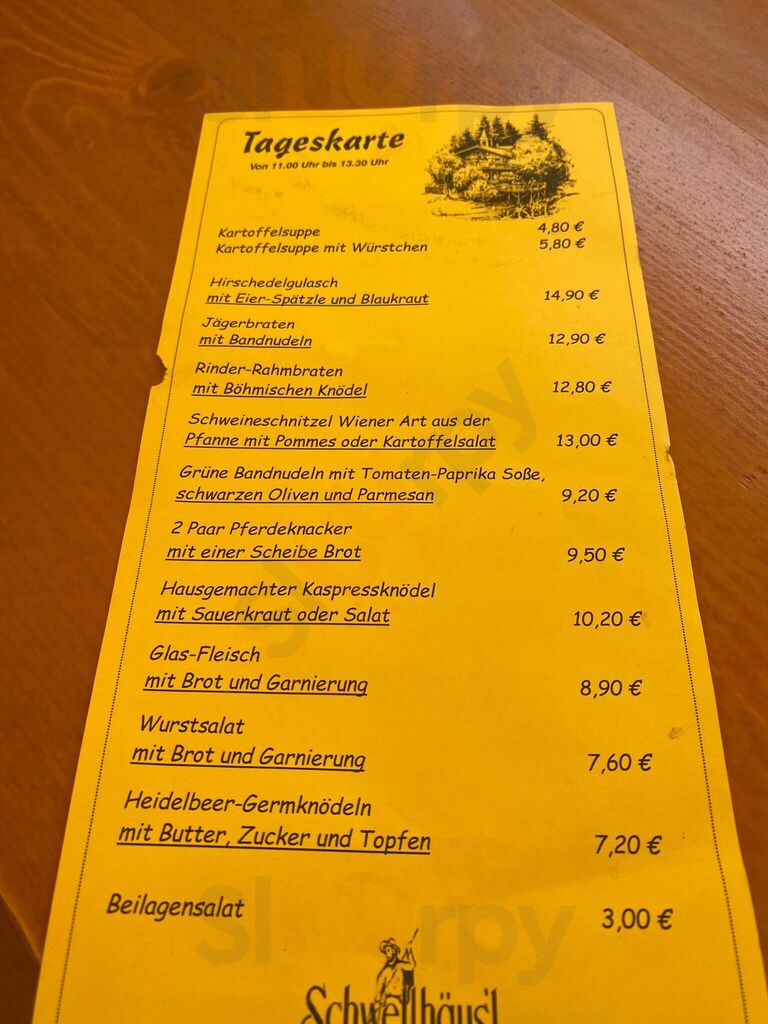 Tageskarte
Von 11.00 Uhr bis 13.30 Uhr
Kartoffelsuppe 4,80 €
Kartoffelsuppe mit Würstchen 5,80 €
Hirschedelgulasch
mit Eier-Spätzle und Blaukraut 14,90 €
Jägerbraten
mit Bandnudeln 12,90 €
Rinder-Rahmbraten
mit Böhmischen Knödel 12,80 €
Schweineschnitzel Wiener Art aus der
Pfanne mit Pommes oder Kartoffelsalat 13,00 €
Grüne Bandnudeln mit Tomaten-Paprika Soße,
schwarzen Oliven und Parmesan 9,20 €
2 Paar Pferdeknacker
mit einer Scheibe Brot 9,50 €
Hausgemachter Kaspressknödel
mit Sauerkraut oder Salat 10,20 €
Glas-Fleisch
mit Brot und Garnierung 8,90 €
Wurstsalat
mit Brot und Garnierung 7,60 €
Heidelbeer-Germknödeln
mit Butter, Zucker und Topfen 7,20 €
Beilagensalat 3,00 €
Schwellhäus'l